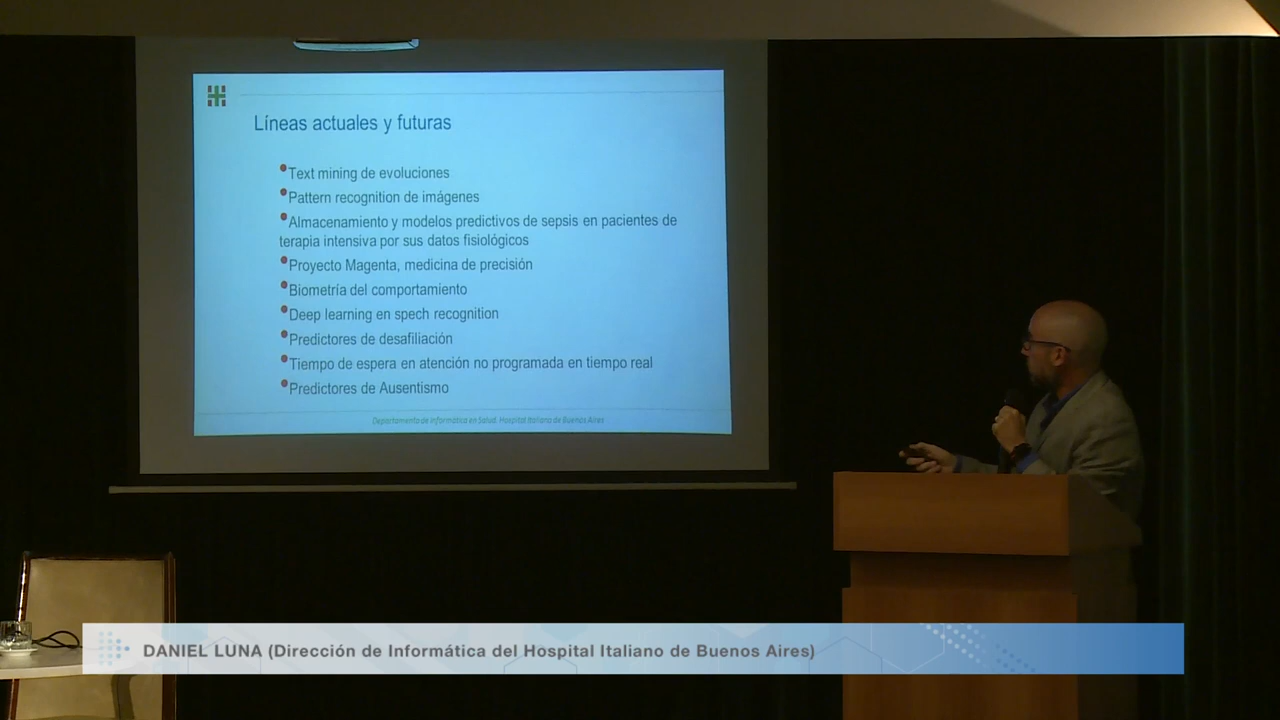 Líneas actuales y futuras
•Text mining de evoluciones
•Pattern recognition de imágenes
•Almacenamiento y modelos predictivos de sepsis en pacientes de
terapia intensiva por sus datos fisiológicos
•Proyecto Magenta, medicina de precisión
•Biometría del comportamiento
•Deep learning en spech recognition
•Predictores de desafiliación
•Tiempo de espera en atención no programada en tiempo real
•Predictores de Ausentismo
Departamento de Informática en Salud. Hospital Italiano de Buenos Aires
DANIEL LUNA (Dirección de Informática del Hospital Italiano de Buenos Aires)